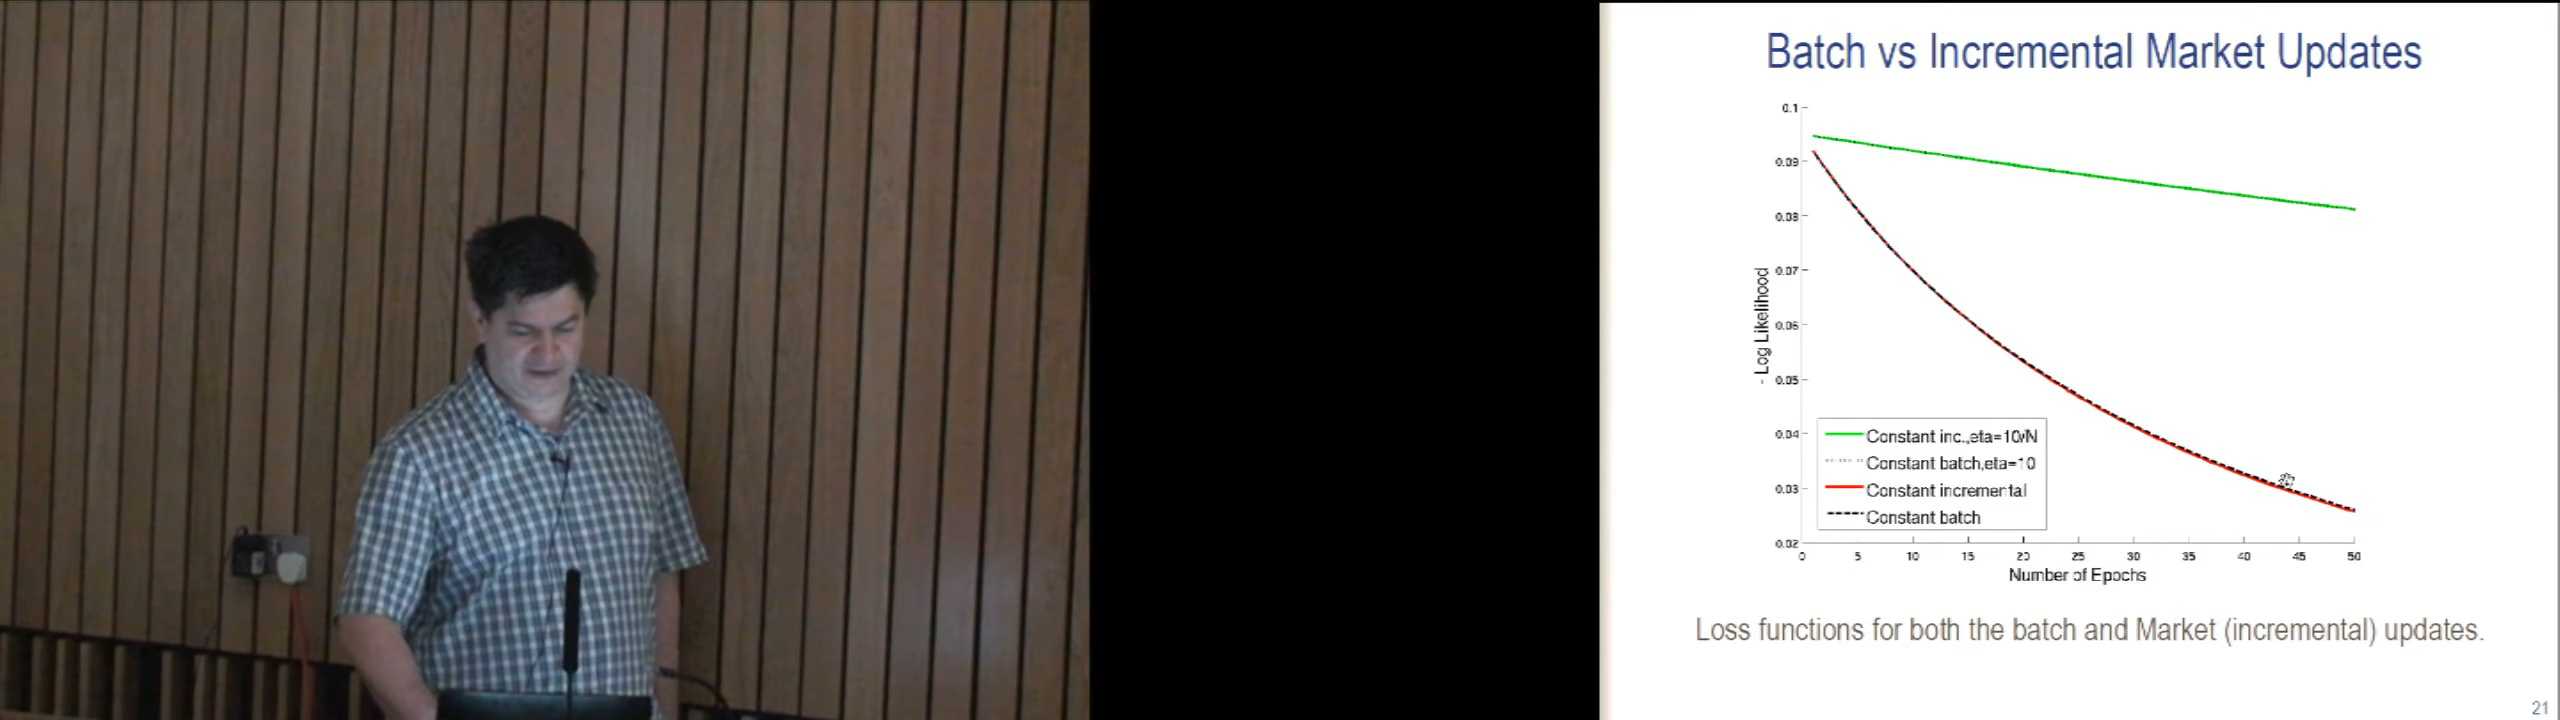 Batch vs Incremental Market Updates
0.1
0.09
0.08
0.07
0.06
0.05
0.04
0.03
0.02
- Log Likelihood
Constant inc.,eta=10/N
Constant batch,eta=10
Constant incremental
Constant batch
0 5 10 15 20 25 30 35 40 45 50
Number of Epochs
Loss functions for both the batch and Market (incremental) updates.
21